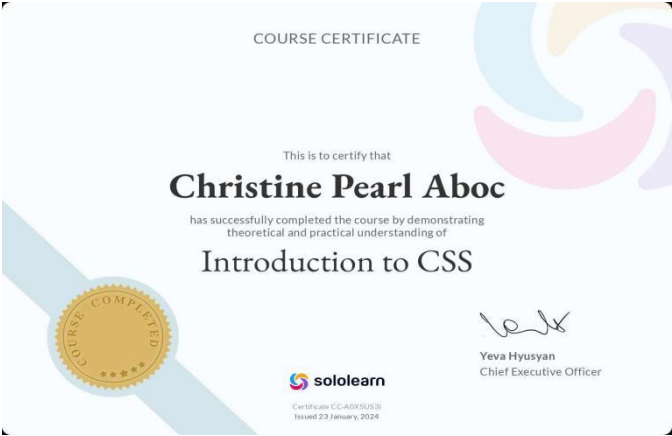 COURSE CERTIFICATE
This is to certify that
Christine Pearl Aboc
has successfully completed the course by demonstrating
theoretical and practical understanding of
Introduction to CSS
COURSE COMPLETED
Yeva Hyusyan
Chief Executive Officer
sololearn
Issued 23 January, 2024